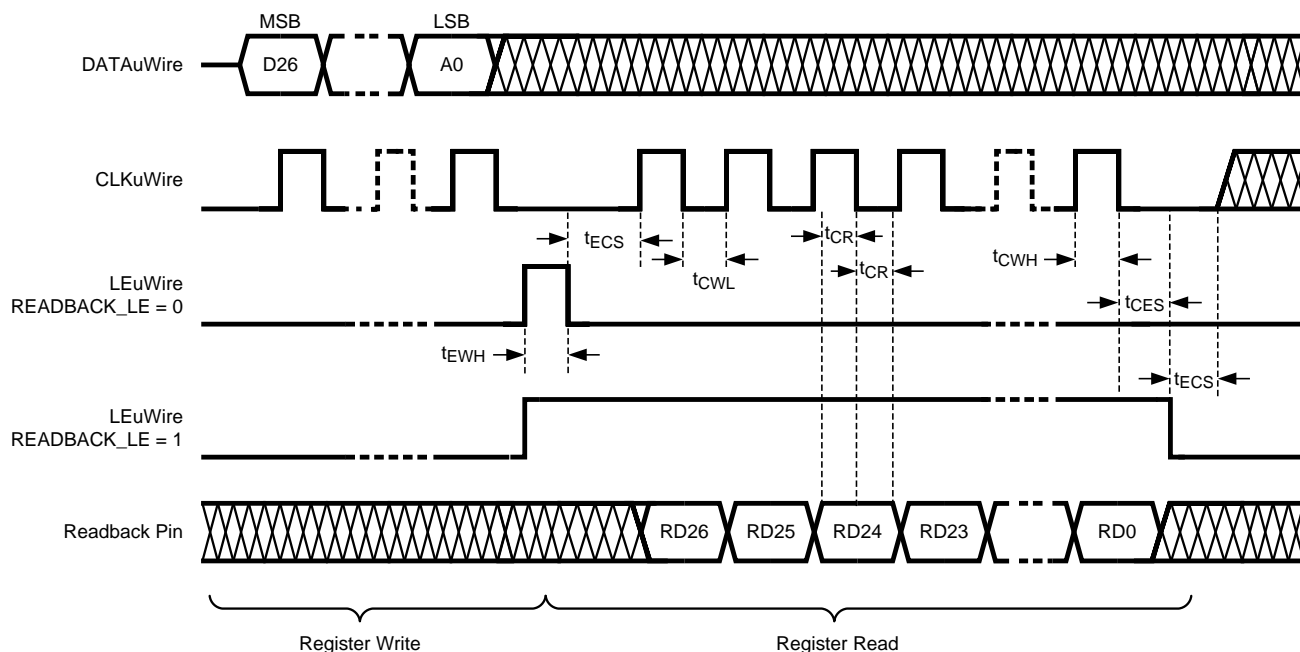 MSB LSB
DATAuWire D26 A0
CLKuWire
tECS tCR tCWH
tCWL tCR
LEuWire
READBACK_LE = 0
tCES
tEWH
tECS
LEuWire
READBACK_LE = 1
Readback Pin RD26 RD25 RD24 RD23 RD0
Register Write Register Read